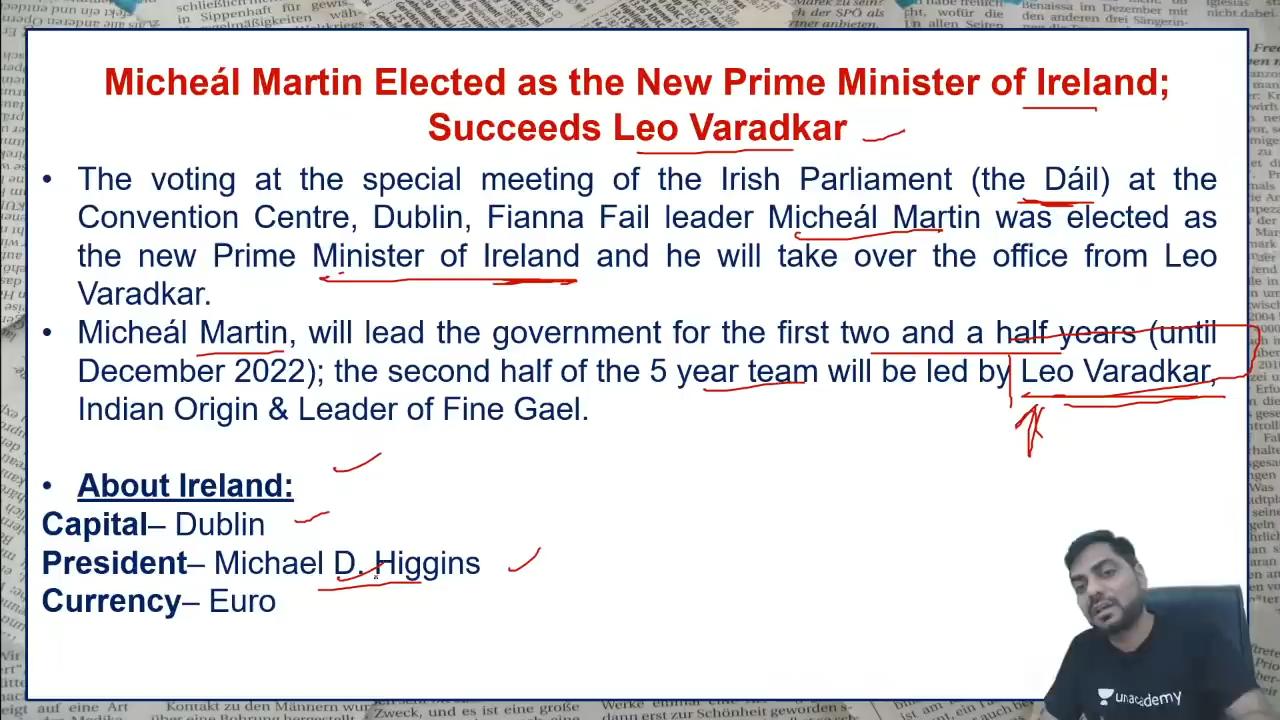 Micheál Martin Elected as the New Prime Minister of Ireland;
Succeeds Leo Varadkar
• The voting at the special meeting of the Irish Parliament (the Dáil) at the
Convention Centre, Dublin, Fianna Fail leader Micheál Martin was elected as
the new Prime Minister of Ireland and he will take over the office from Leo
Varadkar.
• Micheál Martin, will lead the government for the first two and a half years (until
December 2022); the second half of the 5 year team will be led by Leo Varadkar,
Indian Origin & Leader of Fine Gael.
• About Ireland:
Capital– Dublin
President– Michael D. Higgins
Currency– Euro
unacademy